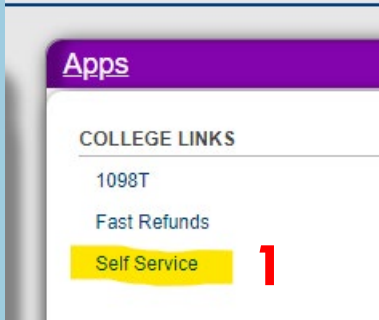 Apps
COLLEGE LINKS
1098T
Fast Refunds
Self Service 1